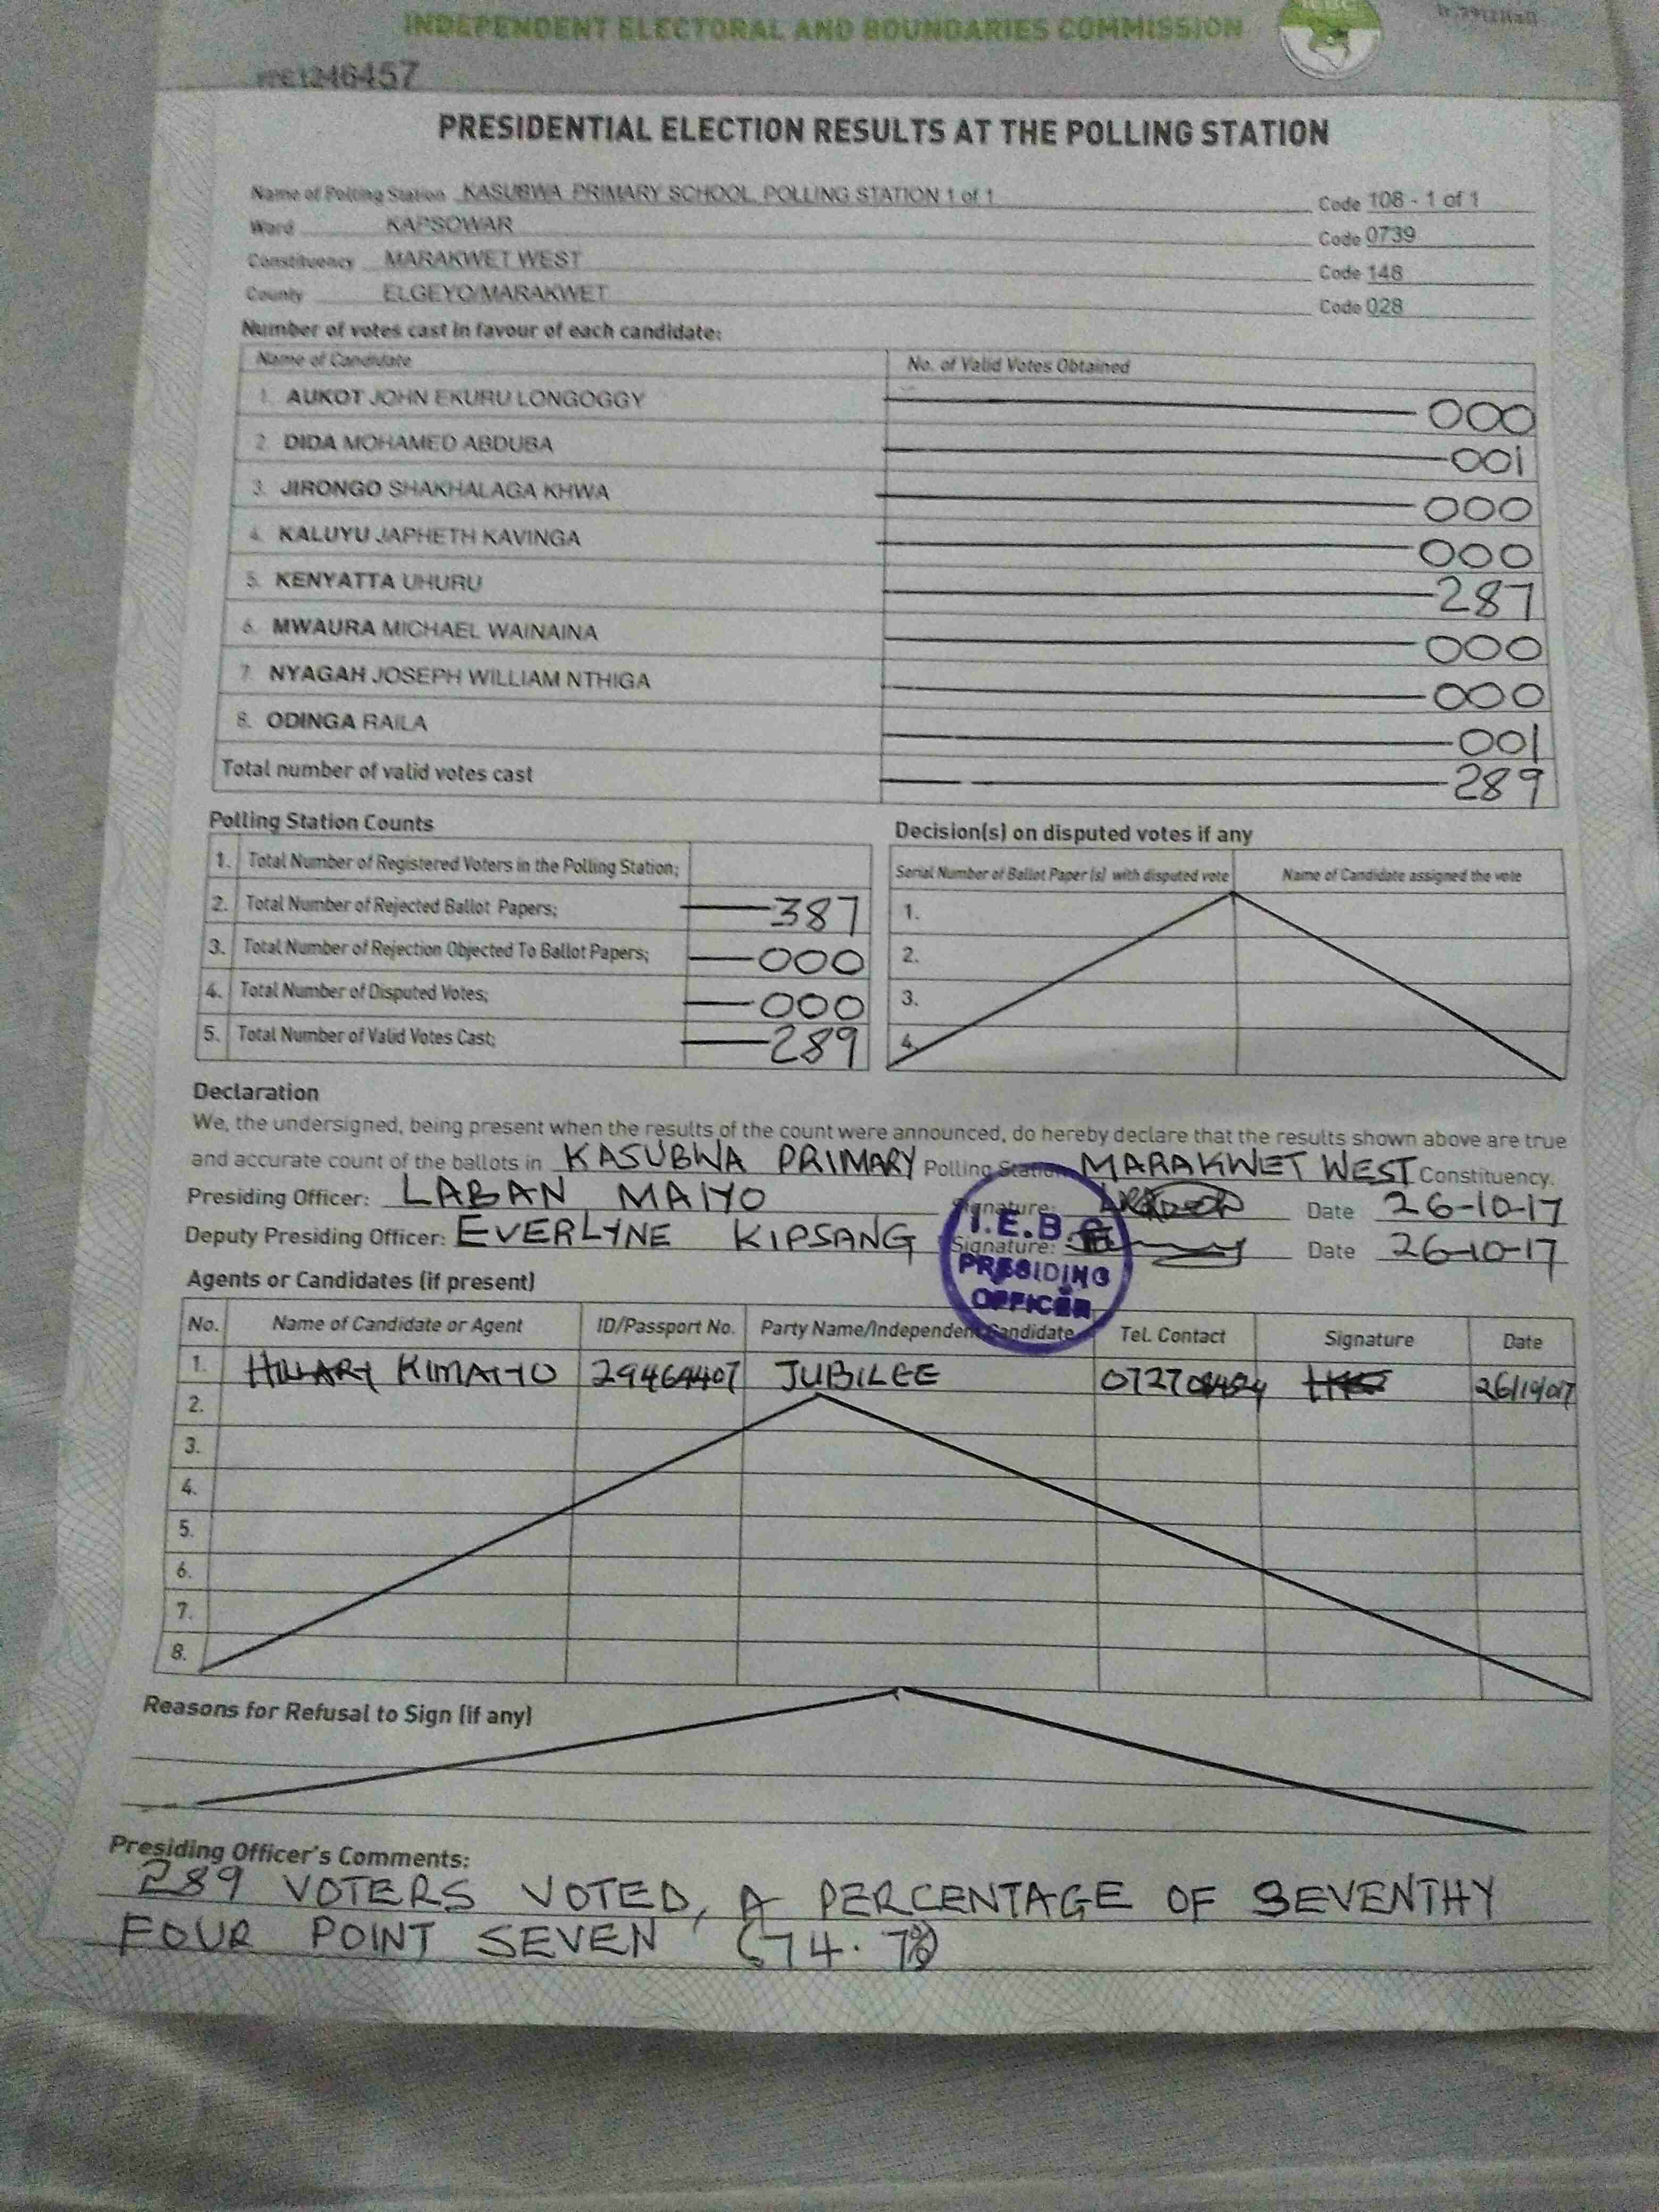 INDEPENDENT ELECTORAL AND BOUNDARIES COMMISSION
1246457
PRESIDENTIAL ELECTION RESULTS AT THE POLLING STATION
Name of Polling Station KASUBWA PRIMARY SCHOOL, POLLING STATION 1 of 1 Code 108 - 1 of 1
Ward KAPSOWAR Code 0739
Constituency MARAKWET WEST Code 148
County ELGEYO/MARAKWET Code 028
Number of votes cast in favour of each candidate:
Name of Candidate No. of Valid Votes Obtained
1. AUKOT JOHN EKURU LONGOGGY 000
2. DIDA MOHAMED ABDUBA 001
3. JIRONGO SHAKHALAGA KHWA 000
4. KALUYU JAPHETH KAVINGA 000
5. KENYATTA UHURU 287
6. MWAURA MICHAEL WAINAINA 000
7. NYAGAH JOSEPH WILLIAM NTHIGA 000
8. ODINGA RAILA 001
Total number of valid votes cast 289
Polling Station Counts
1. Total Number of Registered Voters in the Polling Station;
2. Total Number of Rejected Ballot Papers; 387
3. Total Number of Rejection Objected To Ballot Papers; 000
4. Total Number of Disputed Votes; 000
5. Total Number of Valid Votes Cast; 289
Decision(s) on disputed votes if any
Serial Number of Ballot Paper (s) with disputed vote Name of Candidate assigned the vote
1.
2.
3.
4.
Declaration
We, the undersigned, being present when the results of the count were announced, do hereby declare that the results shown above are true
and accurate count of the ballots in KASUBWA PRIMARY Polling Station MARAKWET WEST Constituency.
Presiding Officer: LABAN MAIYO Signature: Date 26-10-17
Deputy Presiding Officer: EVERLYNE KIPSANG Signature: Date 26-10-17
I.E.B.C
PRESIDING
OFFICER
Agents or Candidates (if present)
No. Name of Candidate or Agent ID/Passport No. Party Name/Independent Candidate Tel. Contact Signature Date
1. HILLARY KIMAIYO 29464407 JUBILEE
2.
3.
4.
5.
6.
7.
8.
Reasons for Refusal to Sign (if any)
Presiding Officer's Comments:
289 VOTERS VOTED, A PERCENTAGE OF SEVENTHY
FOUR POINT SEVEN (74.7%)